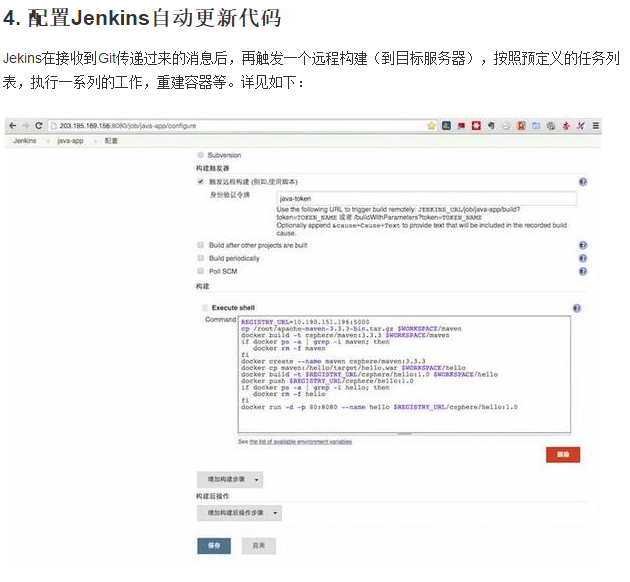 4. 配置Jenkins自动更新代码
Jekins在接收到Git传递过来的消息后，再触发一个远程构建（到目标服务器），按照预定义的任务列
表，执行一系列的工作，重建容器等。详见如下：
203.195.169.156:8080/job/java-app/configure
Jenkins java-app 配置
Subversion
构建触发器
触发远程构建 (例如,使用脚本)
身份验证令牌 java-token
Use the following URL to trigger build remotely: JENKINS_URL/job/java-app/build?
token=TOKEN_NAME 或者 /buildWithParameters?token=TOKEN_NAME
Optionally append &cause=Cause+Text to provide text that will be included in the recorded build
cause.
Build after other projects are built
Build periodically
Poll SCM
构建
Execute shell
Command REGISTRY_URL=10.190.151.196:5000
cp /root/apache-maven-3.3.3-bin.tar.gz $WORKSPACE/maven
docker build -t csphere/maven:3.3.3 $WORKSPACE/maven
if docker ps -a | grep -i maven; then
docker rm -f maven
fi
docker create --name maven csphere/maven:3.3.3
docker cp maven:/hello/target/hello.war $WORKSPACE/hello
docker build -t $REGISTRY_URL/csphere/hello:1.0 $WORKSPACE/hello
docker push $REGISTRY_URL/csphere/hello:1.0
if docker ps -a | grep -i hello; then
docker rm -f hello
fi
docker run -d -p 80:8080 --name hello $REGISTRY_URL/csphere/hello:1.0
See the list of available environment variables
删除
增加构建步骤
构建后操作
增加构建后操作步骤
保存 应用